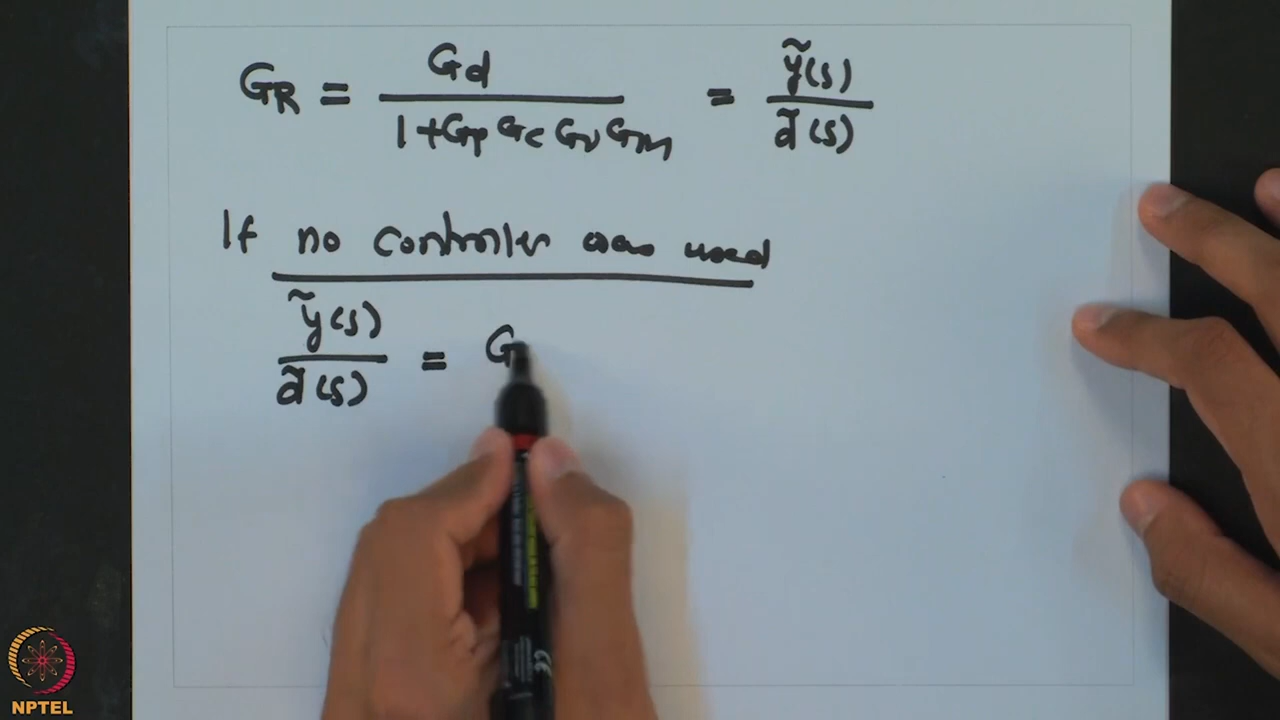 GR = Gd / 1+Gp Gc Gv Gm = ỹ(s) / d̃(s)
If no controller was used
ỹ(s) / d̃(s) = G
NPTEL